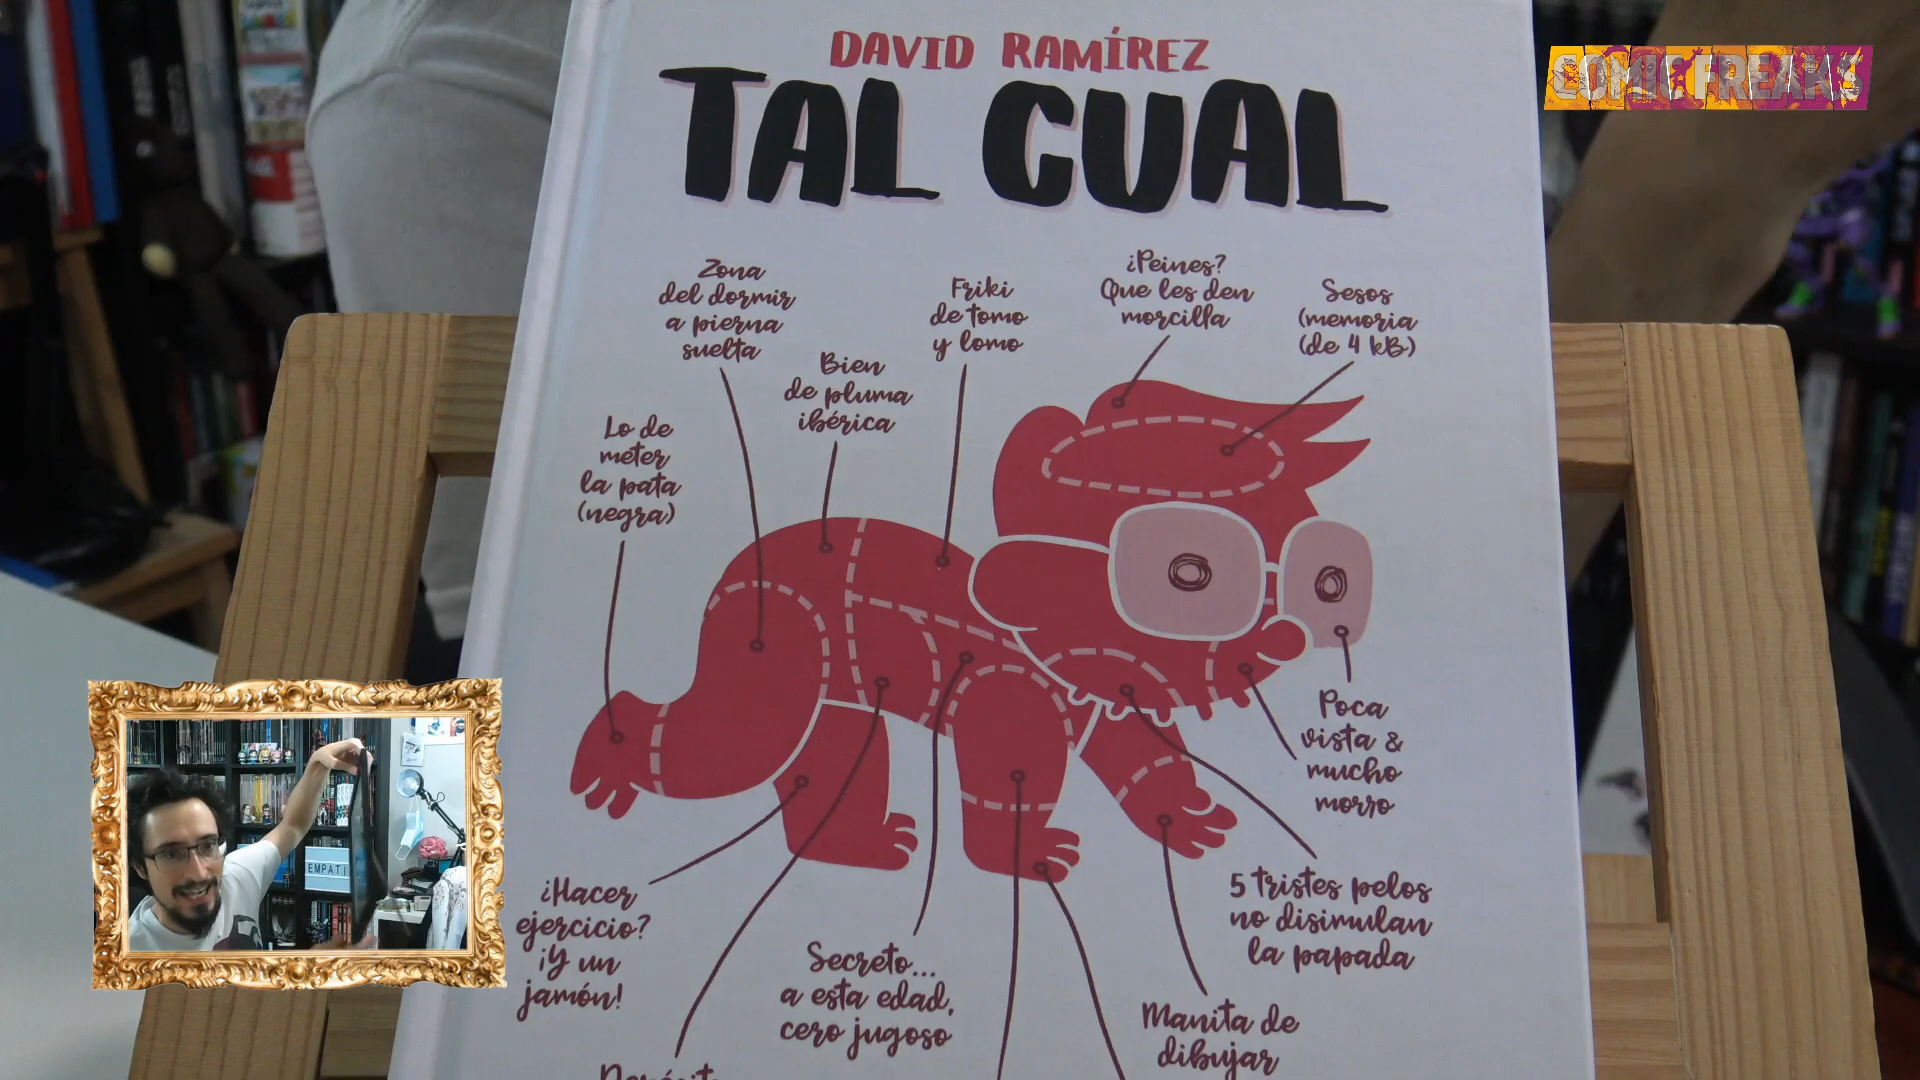 DAVID RAMÍREZ
TAL CUAL
COMIC FREAKS
Zona
del dormir
a pierna
suelta
Bien
de pluma
ibérica
Friki
de tomo
y lomo
¿Peines?
Que les den
morcilla
Sesos
(memoria
(de 4 kB)
Lo de
meter
la pata
(negra)
Poca
vista &
mucho
morro
¿Hacer
ejercicio?
¡Y un
jamón!
Secreto...
a esta edad,
cero jugoso
5 tristes pelos
no disimulan
la papada
Manita de
dibujar
EMPATI